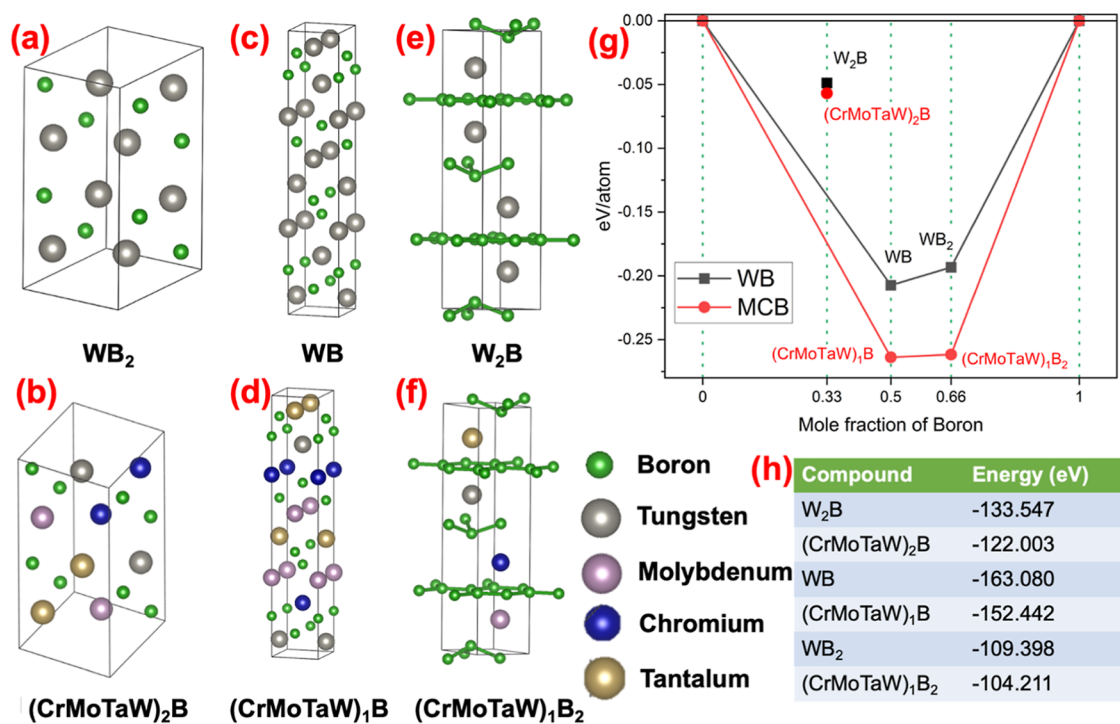 (a)
WB₂
(c)
WB
(e)
W₂B
(b)
(CrMoTaW)₂B
(d)
(CrMoTaW)₁B
(f)
(CrMoTaW)₁B₂
Boron
Tungsten
Molybdenum
Chromium
Tantalum
(g)
0.00
-0.05
-0.10
-0.15
-0.20
-0.25
eV/atom
W₂B
(CrMoTaW)₂B
WB
WB₂
WB
MCB
(CrMoTaW)₁B
(CrMoTaW)₁B₂
0
0.33
0.5
0.66
1
Mole fraction of Boron
(h)
Compound Energy (eV)
W₂B -133.547
(CrMoTaW)₂B -122.003
WB -163.080
(CrMoTaW)₁B -152.442
WB₂ -109.398
(CrMoTaW)₁B₂ -104.211